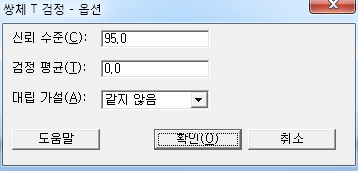 쌍체 T 검정 - 옵션
신뢰 수준(C): 95,0
검정 평균(T): 0,0
대립 가설(A): 같지 않음
도움말 확인(O) 취소